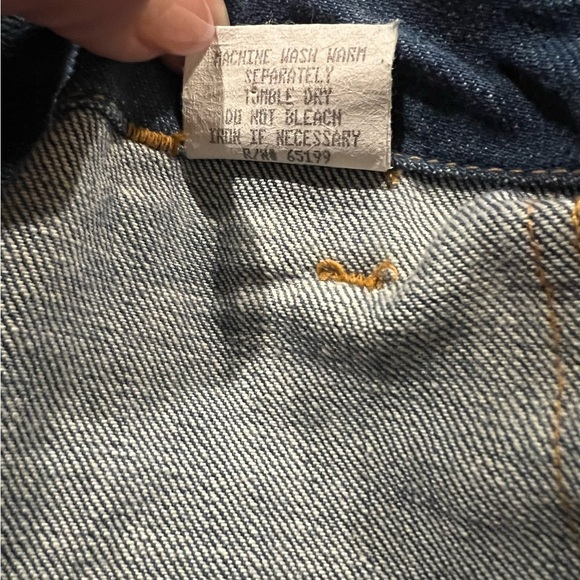 MACHINE WASH WARM
SEPARATELY
TUMBLE DRY
DO NOT BLEACH
IRON IF NECESSARY
R/W# 65199